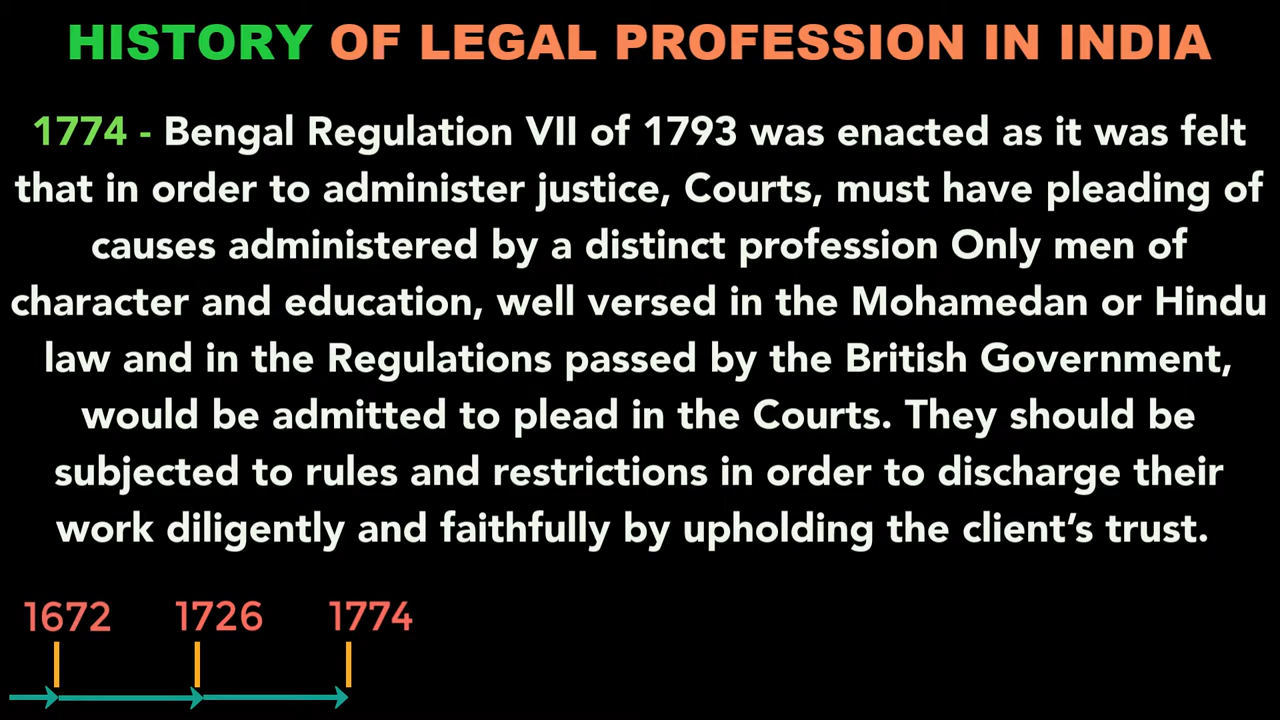 HISTORY OF LEGAL PROFESSION IN INDIA
1774 - Bengal Regulation VII of 1793 was enacted as it was felt
that in order to administer justice, Courts, must have pleading of
causes administered by a distinct profession Only men of
character and education, well versed in the Mohamedan or Hindu
law and in the Regulations passed by the British Government,
would be admitted to plead in the Courts. They should be
subjected to rules and restrictions in order to discharge their
work diligently and faithfully by upholding the client’s trust.
1672 1726 1774